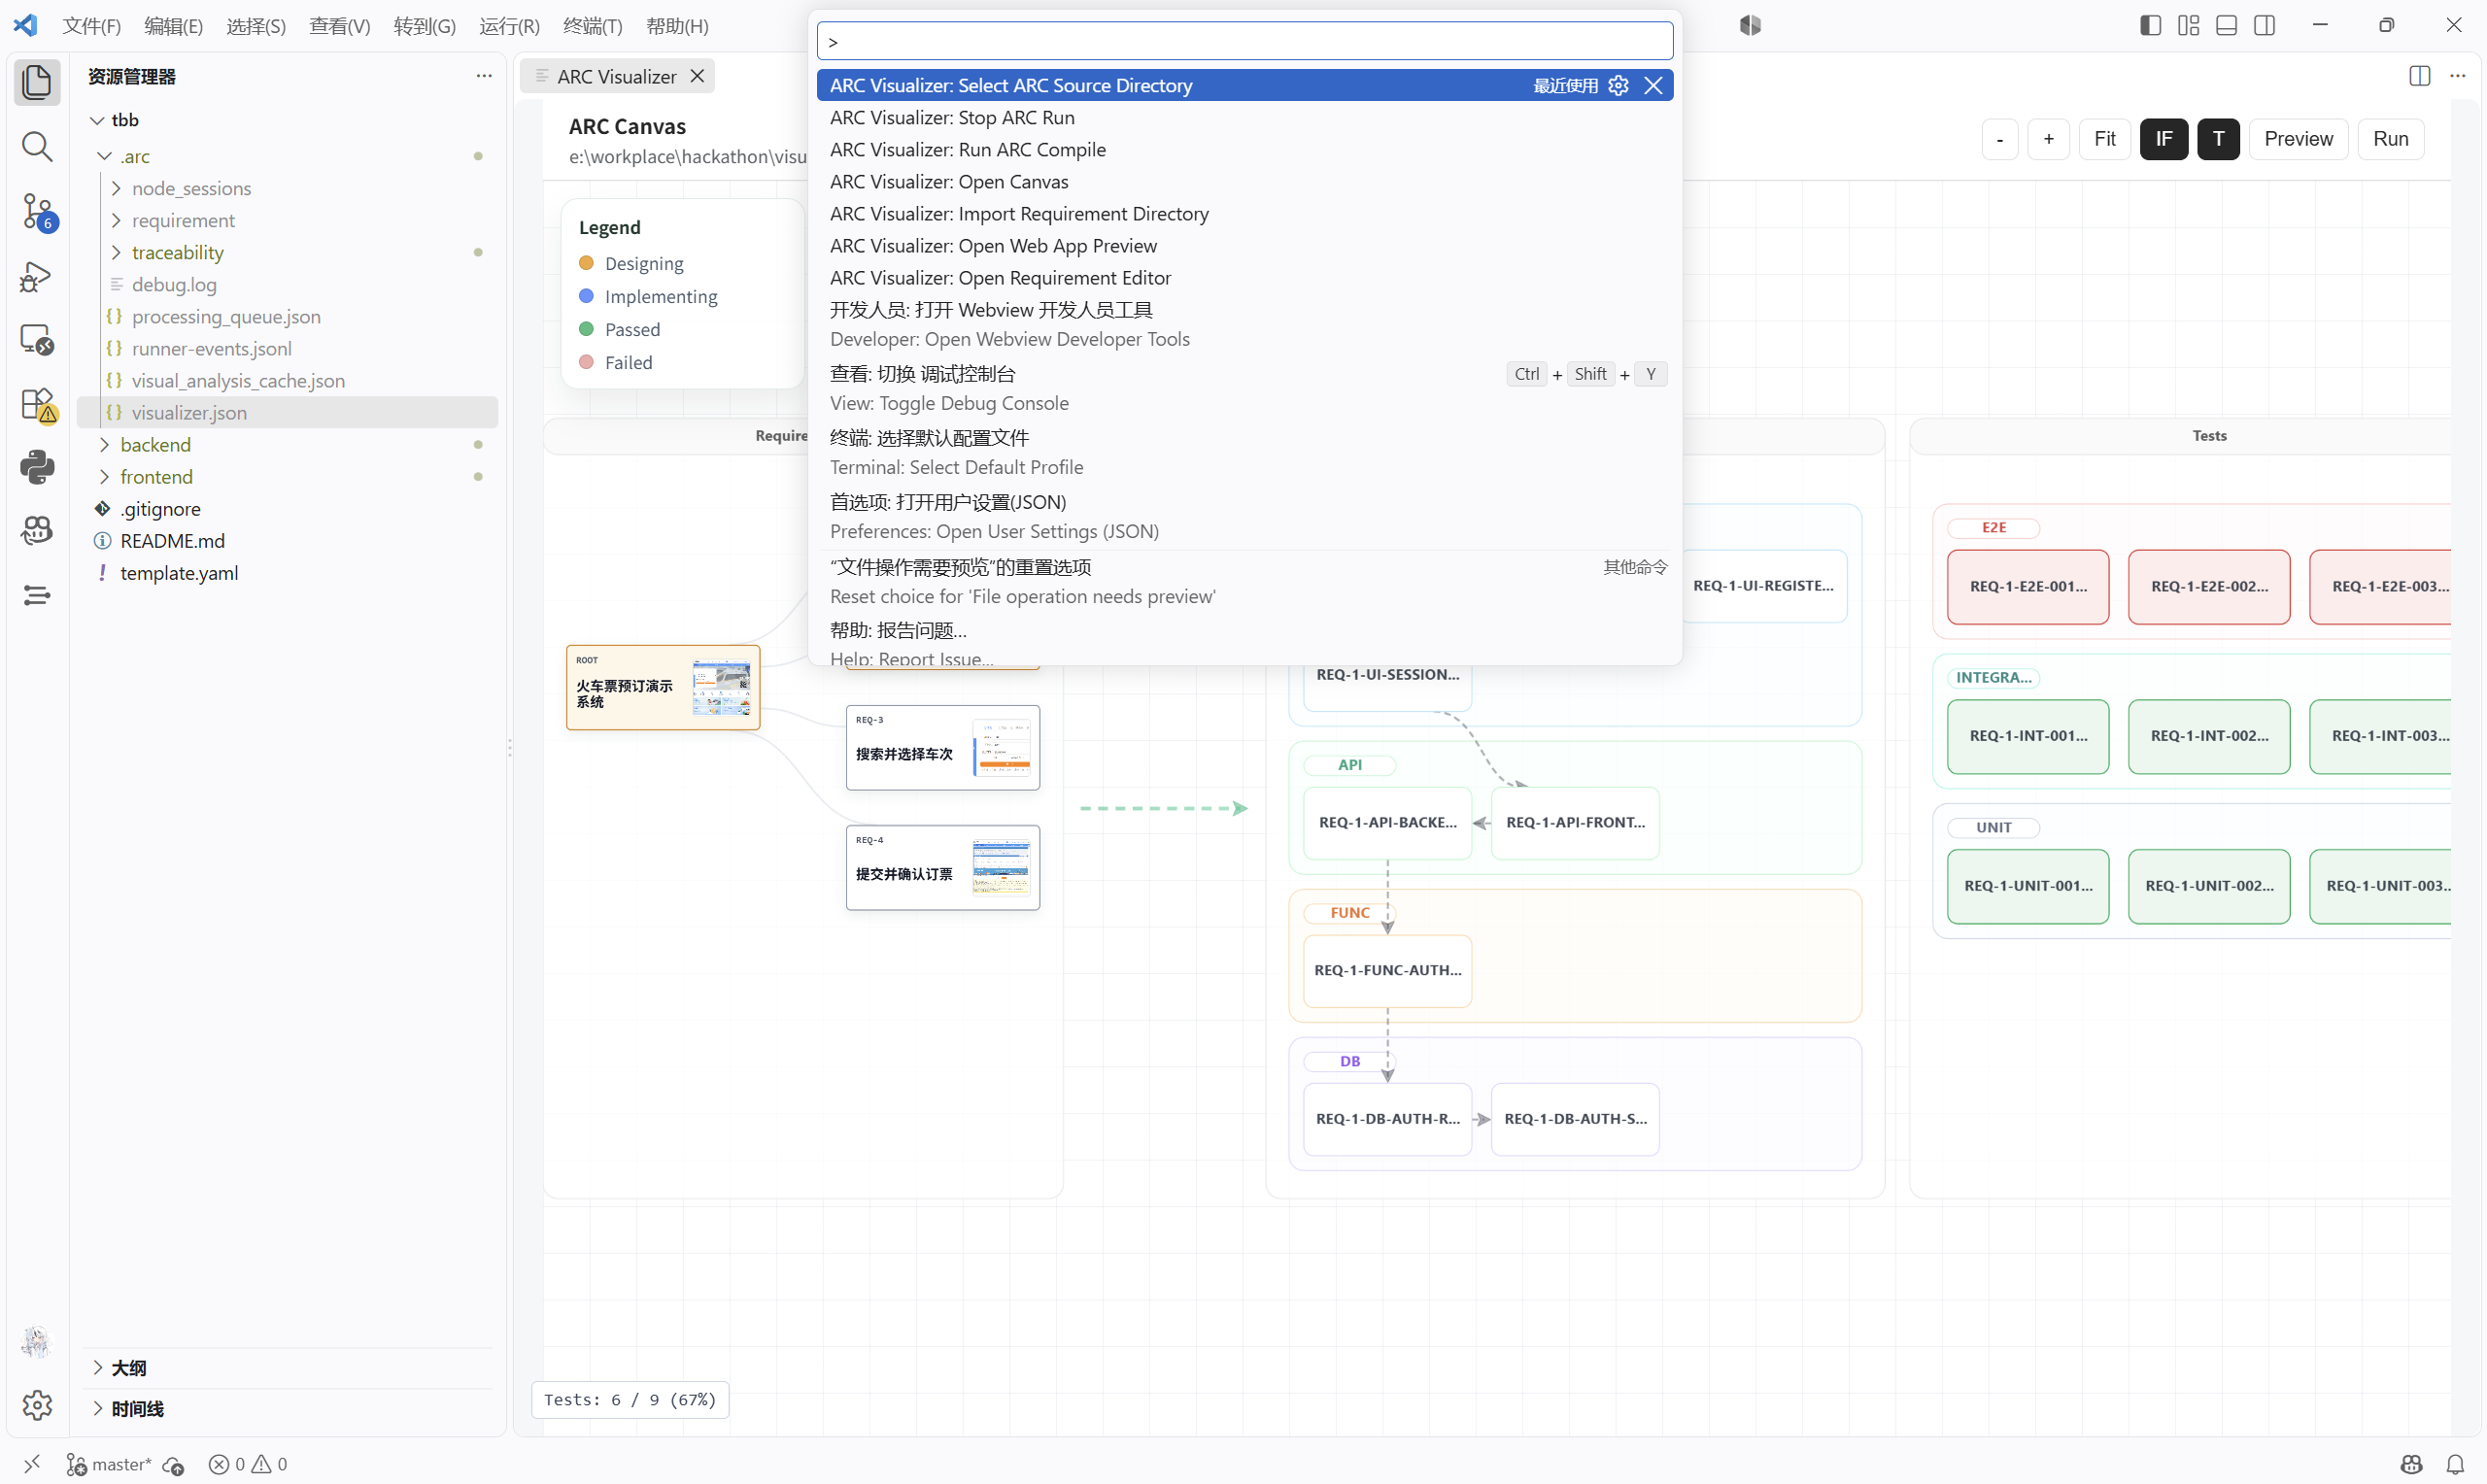 文件(F) 编辑(E) 选择(S) 查看(V) 转到(G) 运行(R) 终端(T) 帮助(H)
资源管理器
tbb
.arc
node_sessions
requirement
traceability
debug.log
processing_queue.json
runner-events.jsonl
visual_analysis_cache.json
visualizer.json
backend
frontend
.gitignore
README.md
template.yaml
6
大纲
时间线
ARC Visualizer
ARC Canvas
e:\workplace\hackathon\visu
- + Fit IF T Preview Run
>
ARC Visualizer: Select ARC Source Directory 最近使用
ARC Visualizer: Stop ARC Run
ARC Visualizer: Run ARC Compile
ARC Visualizer: Open Canvas
ARC Visualizer: Import Requirement Directory
ARC Visualizer: Open Web App Preview
ARC Visualizer: Open Requirement Editor
开发人员: 打开 Webview 开发人员工具
Developer: Open Webview Developer Tools
查看: 切换 调试控制台 Ctrl + Shift + Y
View: Toggle Debug Console
终端: 选择默认配置文件
Terminal: Select Default Profile
首选项: 打开用户设置(JSON)
Preferences: Open User Settings (JSON)
“文件操作需要预览”的重置选项 其他命令
Reset choice for 'File operation needs preview'
帮助: 报告问题...
Help: Report Issue...
Legend
Designing
Implementing
Passed
Failed
Require
ROOT
火车票预订演示
系统
REQ-3
搜索并选择车次
REQ-4
提交并确认订票
REQ-1-UI-REGISTE...
REQ-1-UI-SESSION...
API
REQ-1-API-BACKE... REQ-1-API-FRONT...
FUNC
REQ-1-FUNC-AUTH...
DB
REQ-1-DB-AUTH-R... REQ-1-DB-AUTH-S...
Tests
E2E
REQ-1-E2E-001... REQ-1-E2E-002... REQ-1-E2E-003...
INTEGRA...
REQ-1-INT-001... REQ-1-INT-002... REQ-1-INT-003...
UNIT
REQ-1-UNIT-001... REQ-1-UNIT-002... REQ-1-UNIT-003...
Tests: 6 / 9 (67%)
master* 0 0